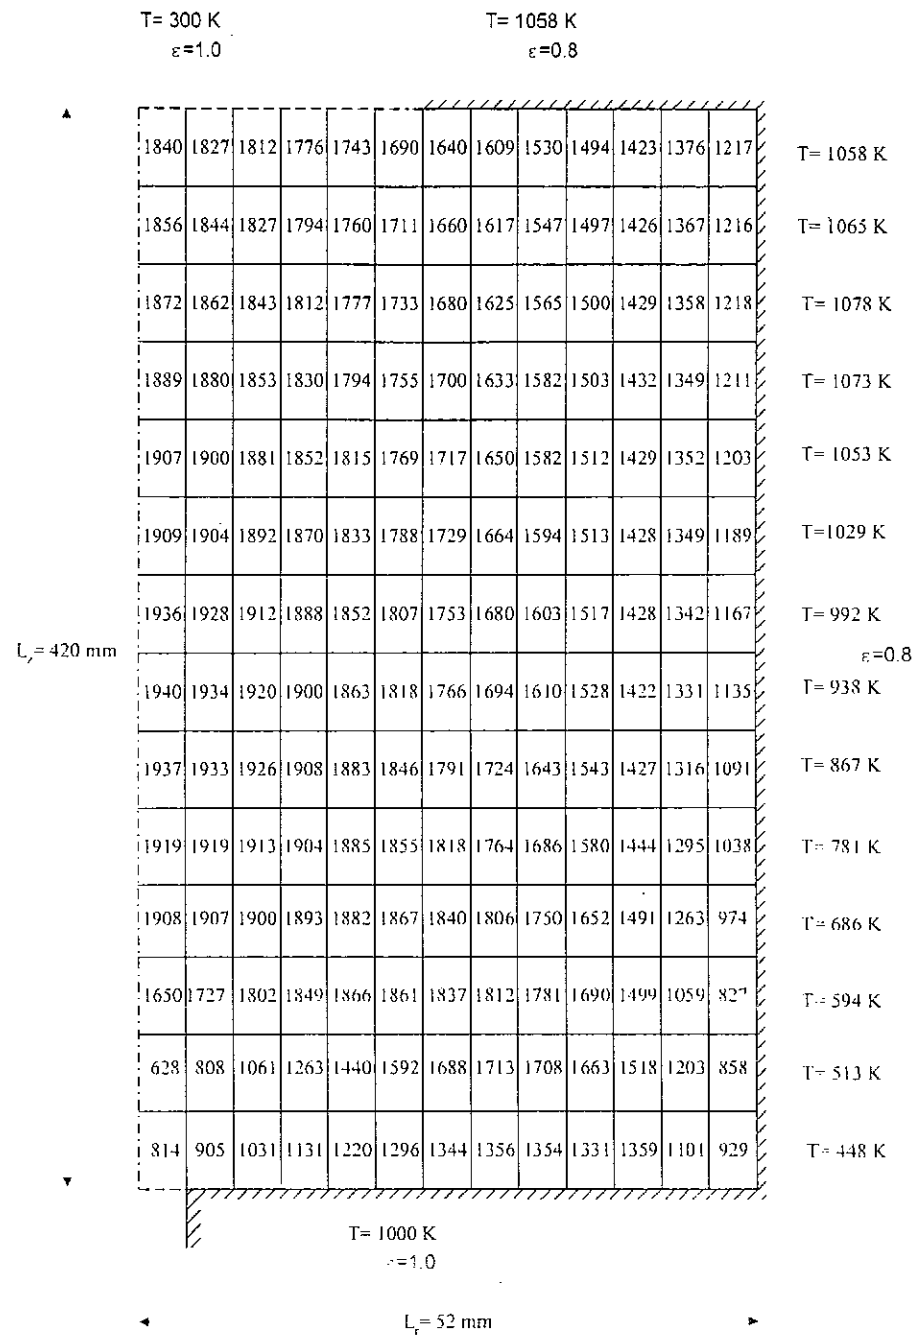 T= 300 K T= 1058 K
ε=1.0 ε=0.8
1840 1827 1812 1776 1743 1690 1640 1609 1530 1494 1423 1376 1217 T= 1058 K
1856 1844 1827 1794 1760 1711 1660 1617 1547 1497 1426 1367 1216 T= 1065 K
1872 1862 1843 1812 1777 1733 1680 1625 1565 1500 1429 1358 1218 T= 1078 K
1889 1880 1853 1830 1794 1755 1700 1633 1582 1503 1432 1349 1211 T= 1073 K
1907 1900 1881 1852 1815 1769 1717 1650 1582 1512 1429 1352 1203 T= 1053 K
1909 1904 1892 1870 1833 1788 1729 1664 1594 1513 1428 1349 1189 T=1029 K
1936 1928 1912 1888 1852 1807 1753 1680 1603 1517 1428 1342 1167 T= 992 K
L_z= 420 mm ε=0.8
1940 1934 1920 1900 1863 1818 1766 1694 1610 1528 1422 1331 1135 T= 938 K
1937 1933 1926 1908 1883 1846 1791 1724 1643 1543 1427 1316 1091 T= 867 K
1919 1919 1913 1904 1885 1855 1818 1764 1686 1580 1444 1295 1038 T= 781 K
1908 1907 1900 1893 1882 1867 1840 1806 1750 1652 1491 1263 974 T= 686 K
1650 1727 1802 1849 1866 1861 1837 1812 1781 1690 1499 1059 827 T= 594 K
628 808 1061 1263 1440 1592 1688 1713 1708 1663 1518 1203 858 T= 513 K
814 905 1031 1131 1220 1296 1344 1356 1354 1331 1359 1101 929 T= 448 K
T= 1000 K
ε=1.0
L_r= 52 mm